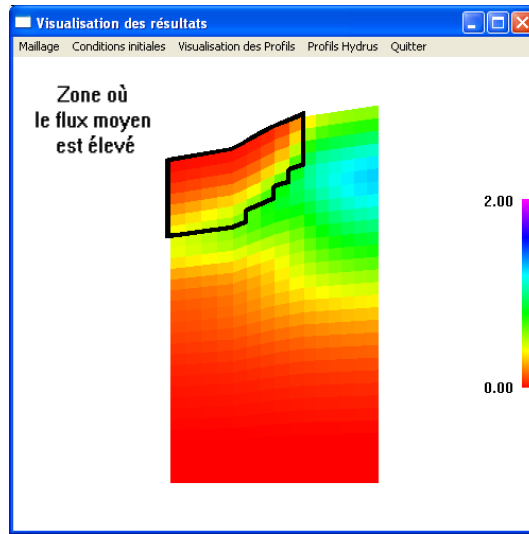 Visualisation des résultats
Maillage Conditions initiales Visualisation des Profils Profils Hydrus Quitter
Zone où
le flux moyen
est élevé
2.00
0.00